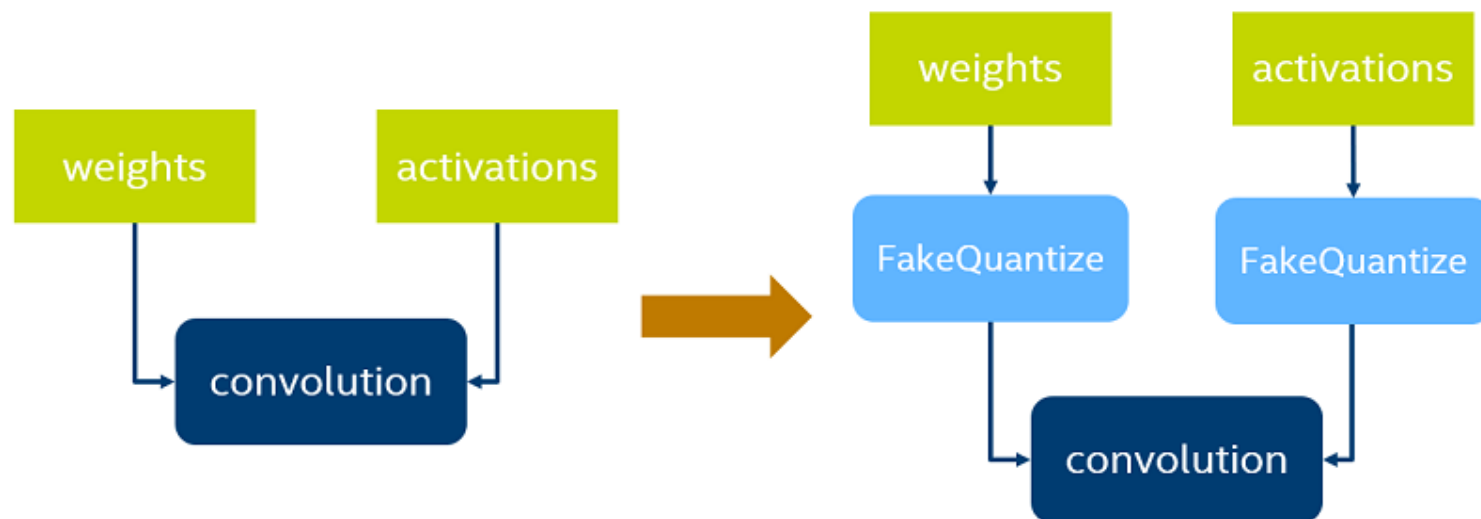 weights
activations
convolution
weights
activations
FakeQuantize
FakeQuantize
convolution